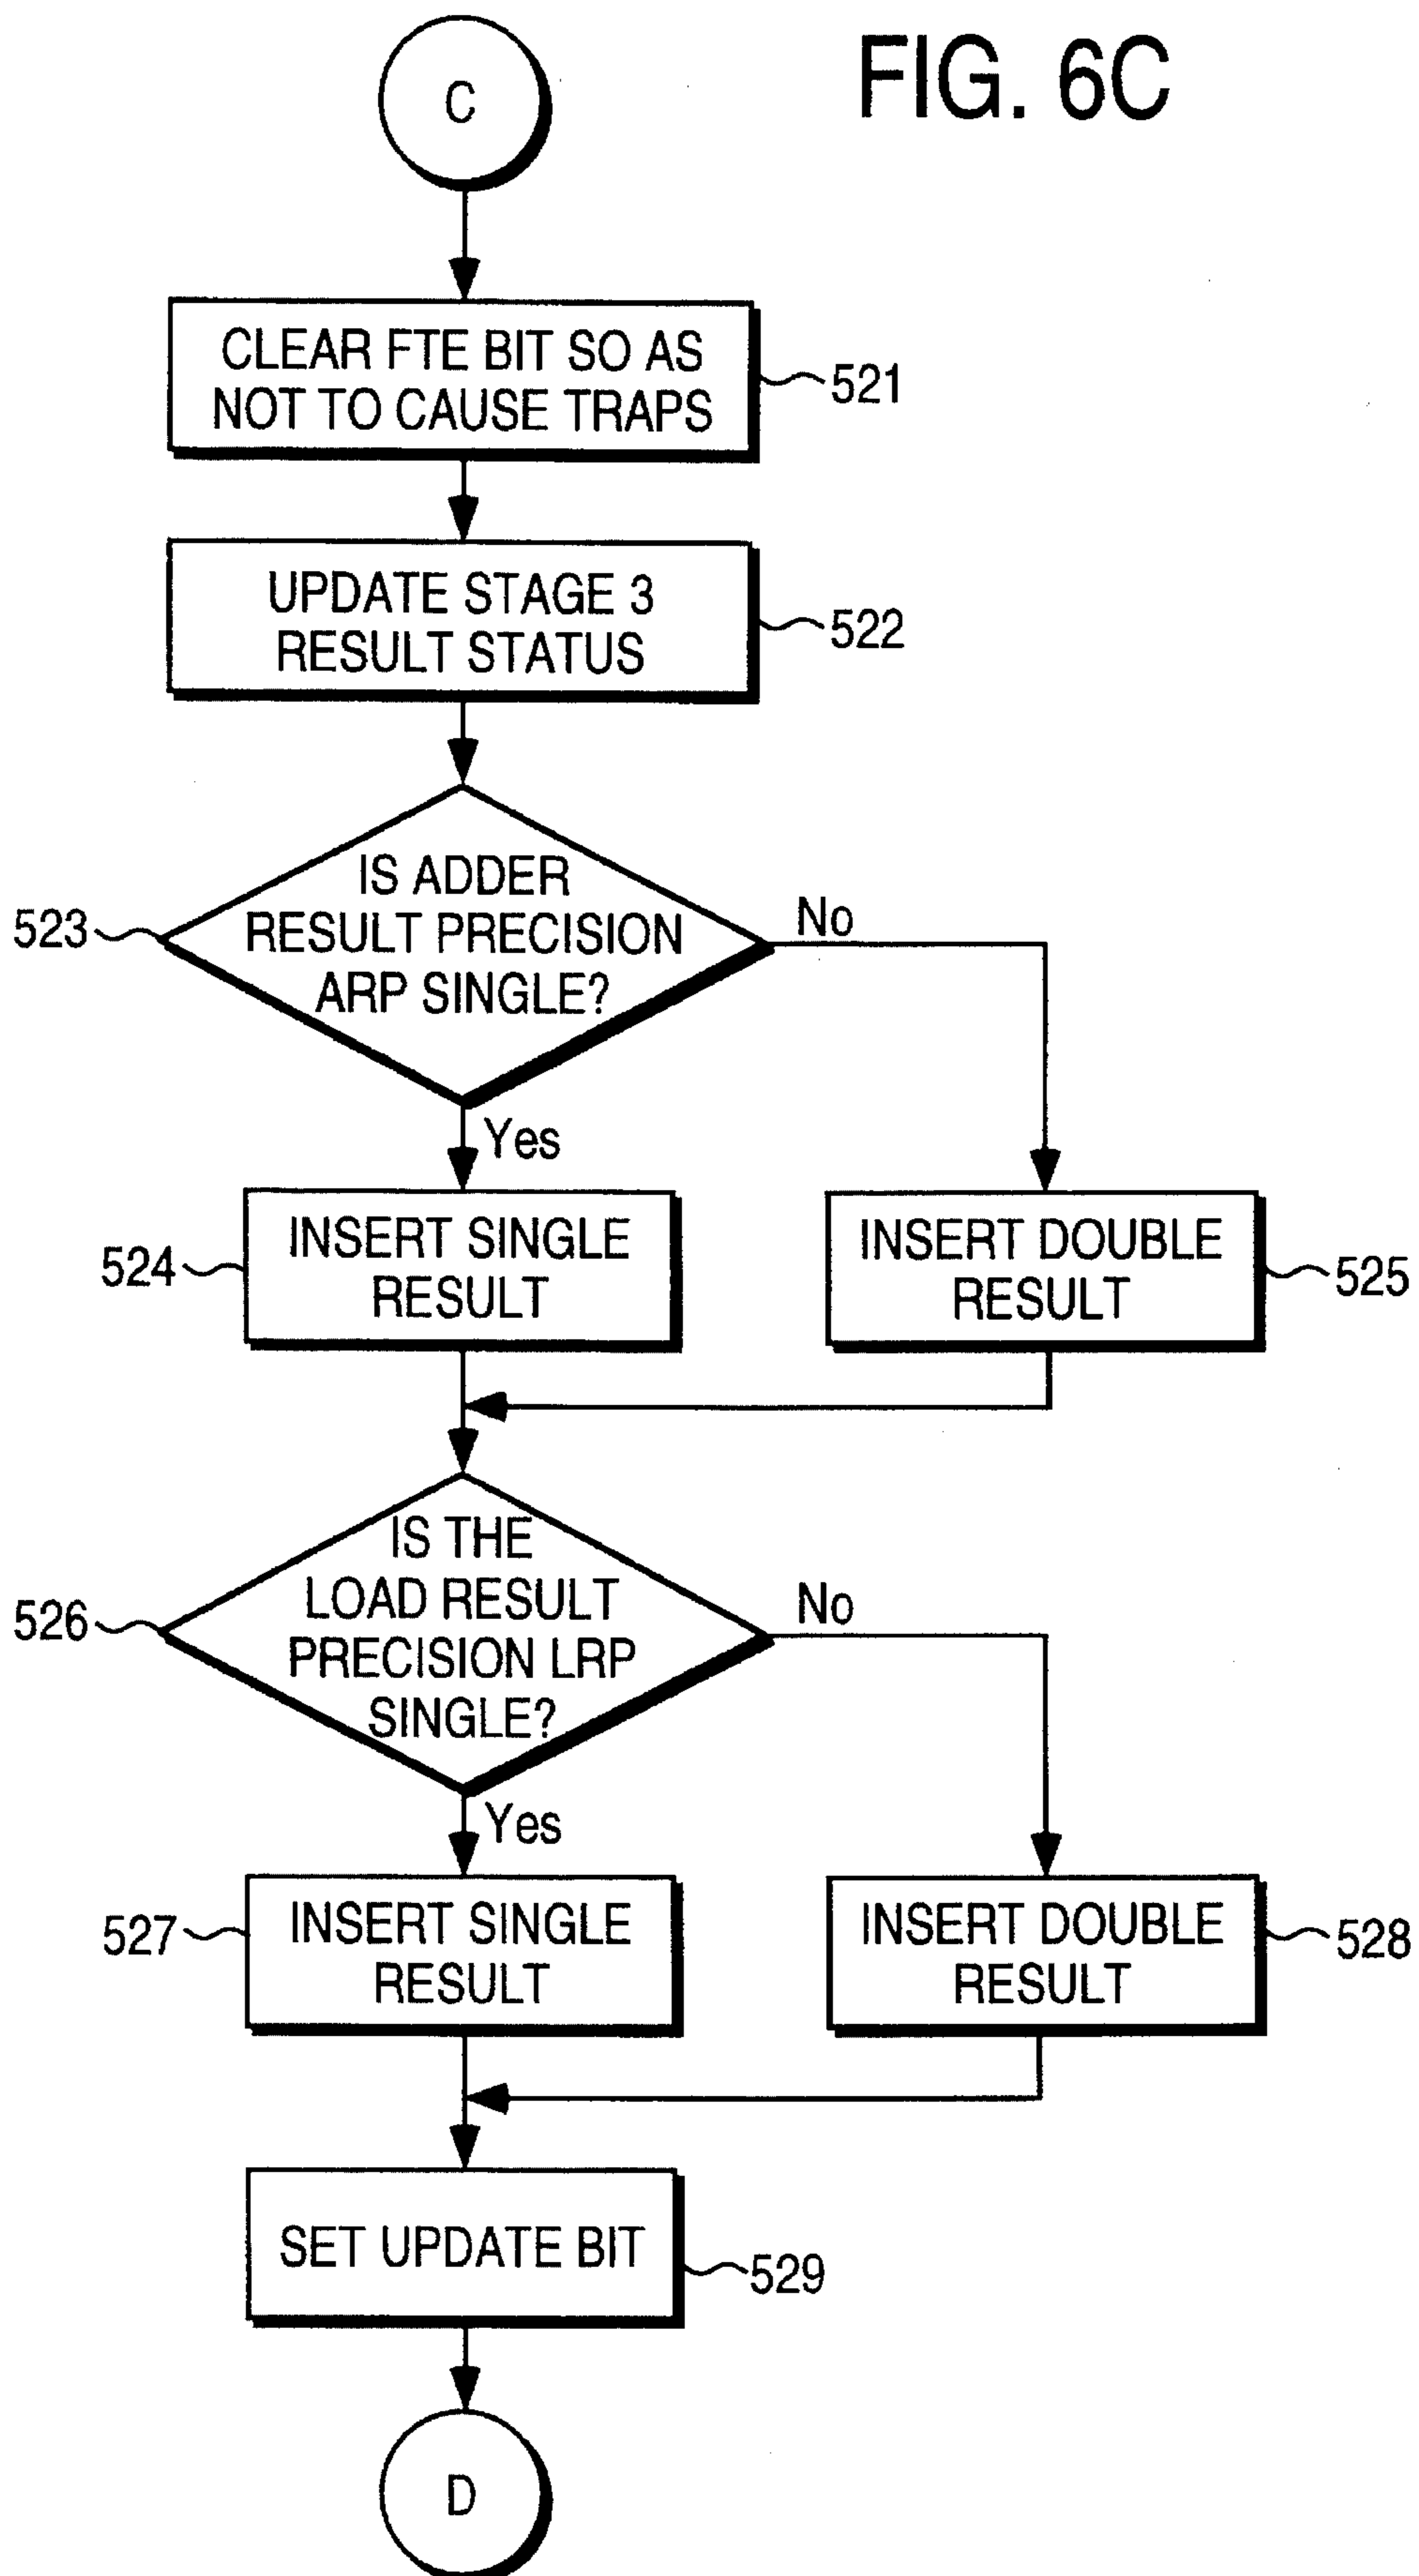 FIG. 6C
C
CLEAR FTE BIT SO AS
NOT TO CAUSE TRAPS
521
UPDATE STAGE 3
RESULT STATUS
522
IS ADDER
RESULT PRECISION
ARP SINGLE?
523
No
Yes
INSERT SINGLE
RESULT
524
INSERT DOUBLE
RESULT
525
IS THE
LOAD RESULT
PRECISION LRP
SINGLE?
526
No
Yes
INSERT SINGLE
RESULT
527
INSERT DOUBLE
RESULT
528
SET UPDATE BIT
529
D